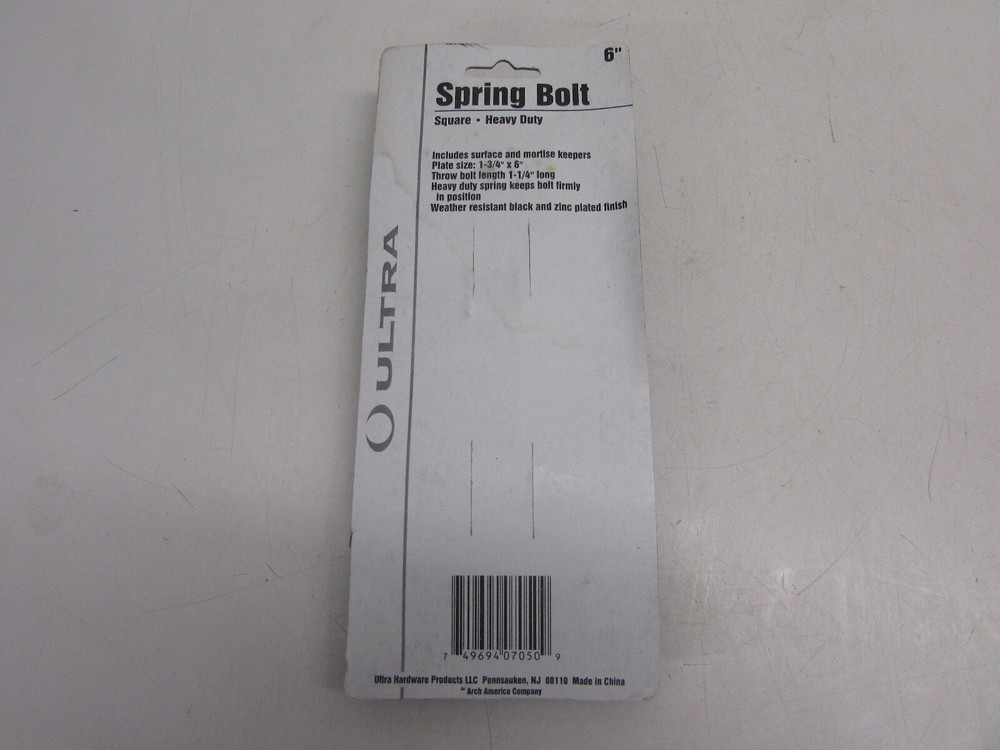 6"
Spring Bolt
Square • Heavy Duty
Includes surface and mortise keepers
Plate size: 1-3/4" x 6"
Throw bolt length 1-1/4" long
Heavy duty spring keeps bolt firmly
in position
Weather resistant black and zinc plated finish
ULTRA
7 49694 07050 9
Ultra Hardware Products LLC Pennsauken, NJ 08110 Made in China
™ Arch America Company